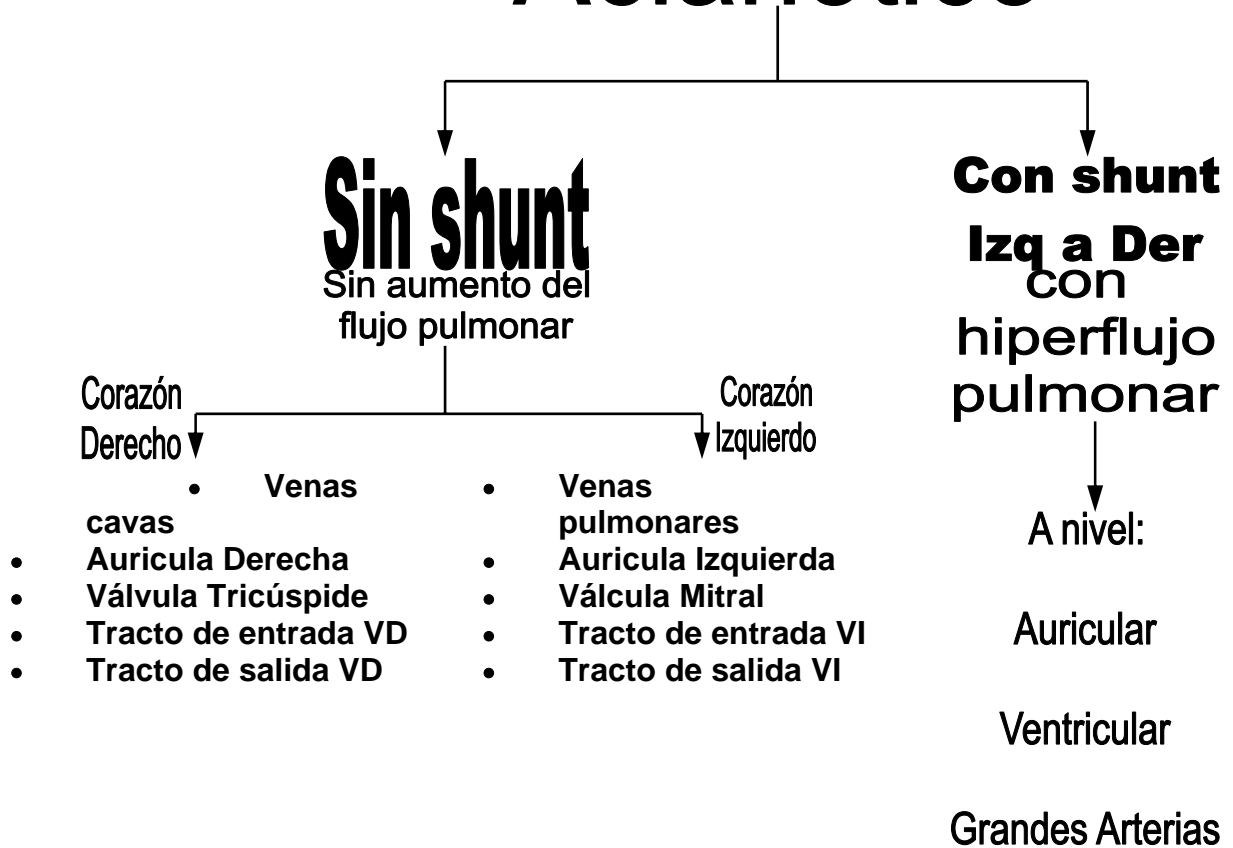 Sin shunt
Sin aumento del
flujo pulmonar
Corazón
Derecho
• Venas
cavas
• Auricula Derecha
• Válvula Tricúspide
• Tracto de entrada VD
• Tracto de salida VD
Corazón
Izquierdo
• Venas
pulmonares
• Auricula Izquierda
• Válcula Mitral
• Tracto de entrada VI
• Tracto de salida VI
Con shunt
Izq a Der
con
hiperflujo
pulmonar
A nivel:
Auricular
Ventricular
Grandes Arterias